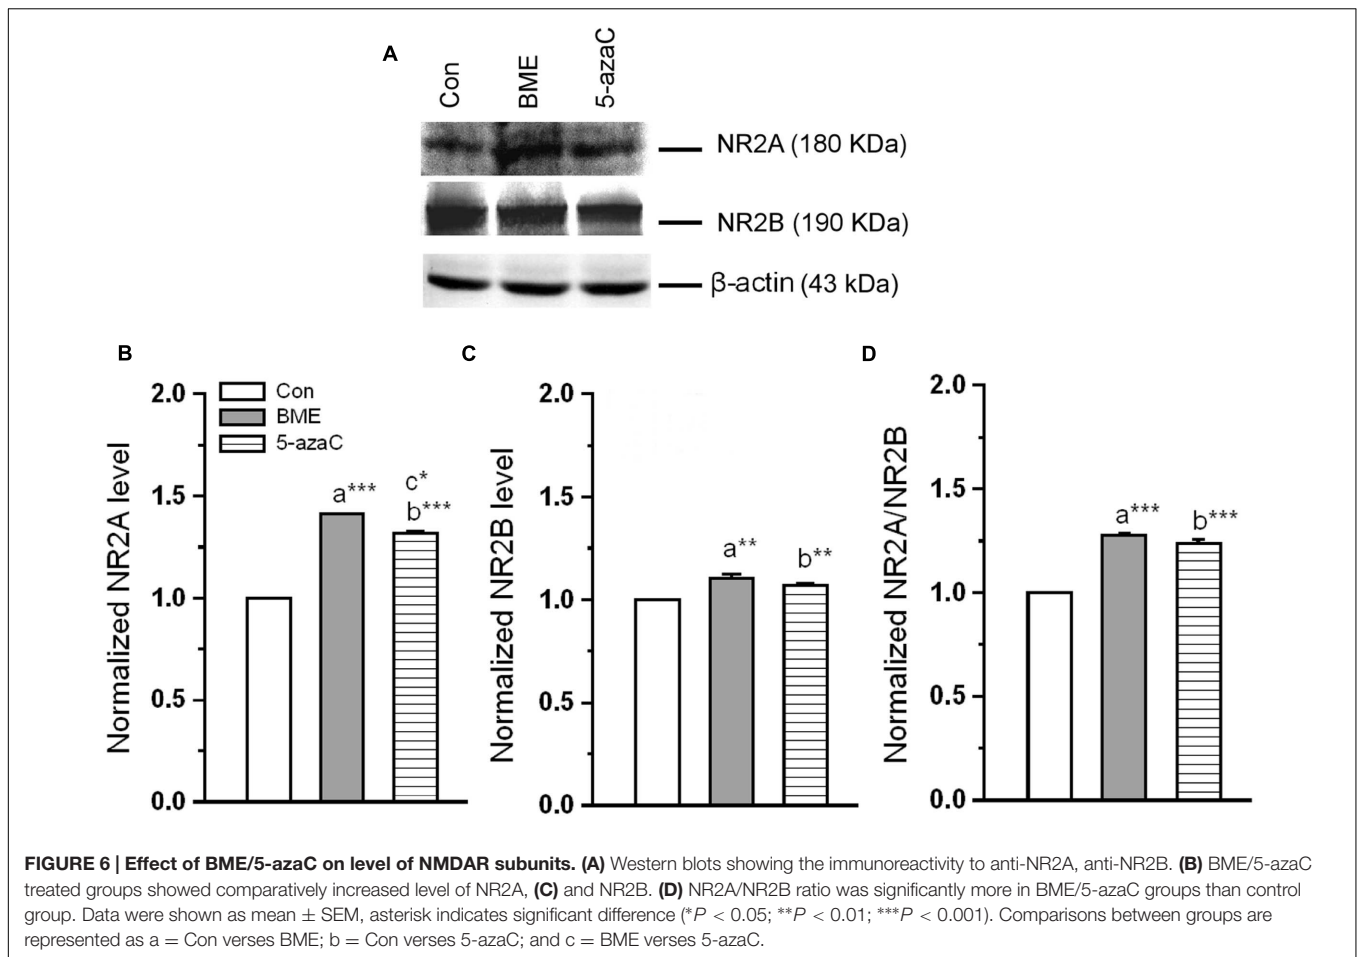 A
Con
BME
5-azaC
NR2A (180 KDa)
NR2B (190 KDa)
β-actin (43 kDa)
B
Normalized NR2A level
2.0
1.5
1.0
0.5
0.0
Con
BME
5-azaC
a***
c*
b***
C
Normalized NR2B level
2.0
1.5
1.0
0.5
0.0
a**
b**
D
Normalized NR2A/NR2B
2.0
1.5
1.0
0.5
0.0
a***
b***
FIGURE 6 | Effect of BME/5-azaC on level of NMDAR subunits. (A) Western blots showing the immunoreactivity to anti-NR2A, anti-NR2B. (B) BME/5-azaC
treated groups showed comparatively increased level of NR2A, (C) and NR2B. (D) NR2A/NR2B ratio was significantly more in BME/5-azaC groups than control
group. Data were shown as mean ± SEM, asterisk indicates significant difference (*P < 0.05; **P < 0.01; ***P < 0.001). Comparisons between groups are
represented as a = Con verses BME; b = Con verses 5-azaC; and c = BME verses 5-azaC.